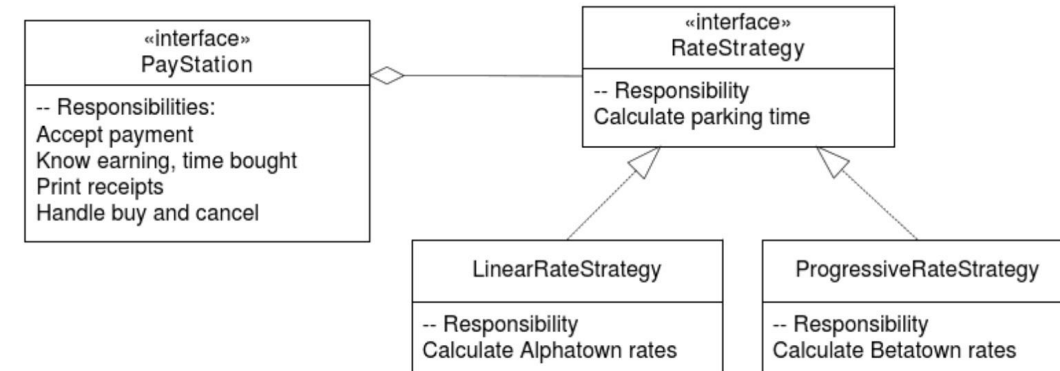 «interface»
PayStation
-- Responsibilities:
Accept payment
Know earning, time bought
Print receipts
Handle buy and cancel
«interface»
RateStrategy
-- Responsibility
Calculate parking time
LinearRateStrategy
-- Responsibility
Calculate Alphatown rates
ProgressiveRateStrategy
-- Responsibility
Calculate Betatown rates